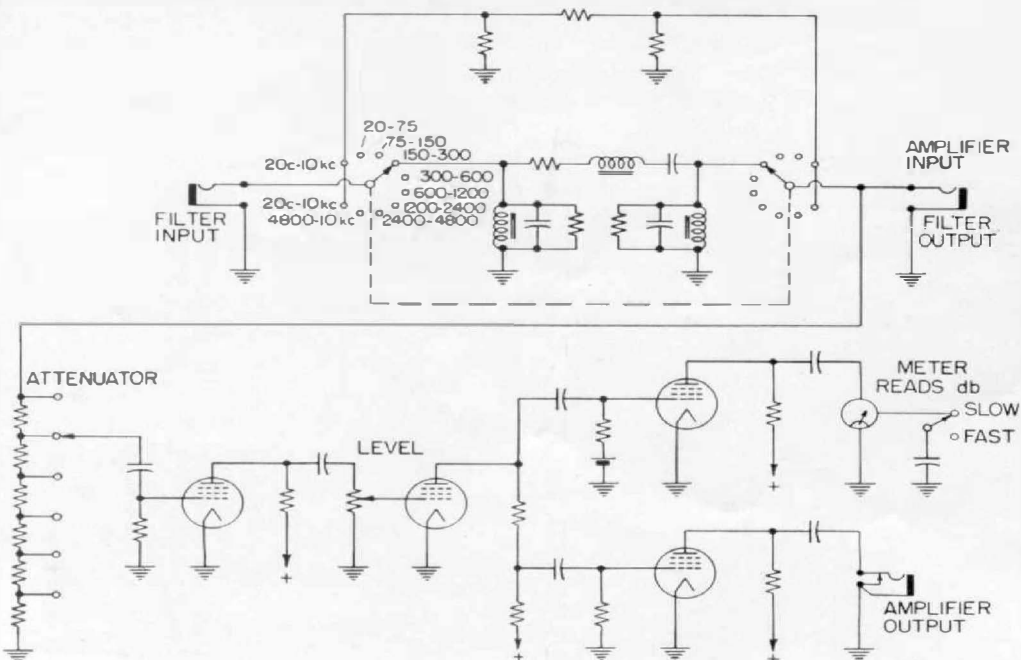 20-75
75-150
20c-10kc
150-300
300-600
600-1200
20c-10kc
1200-2400
4800-10kc
2400-4800
FILTER
INPUT
AMPLIFIER
INPUT
FILTER
OUTPUT
ATTENUATOR
LEVEL
METER
READS db
SLOW
FAST
+
+
+
+
AMPLIFIER
OUTPUT